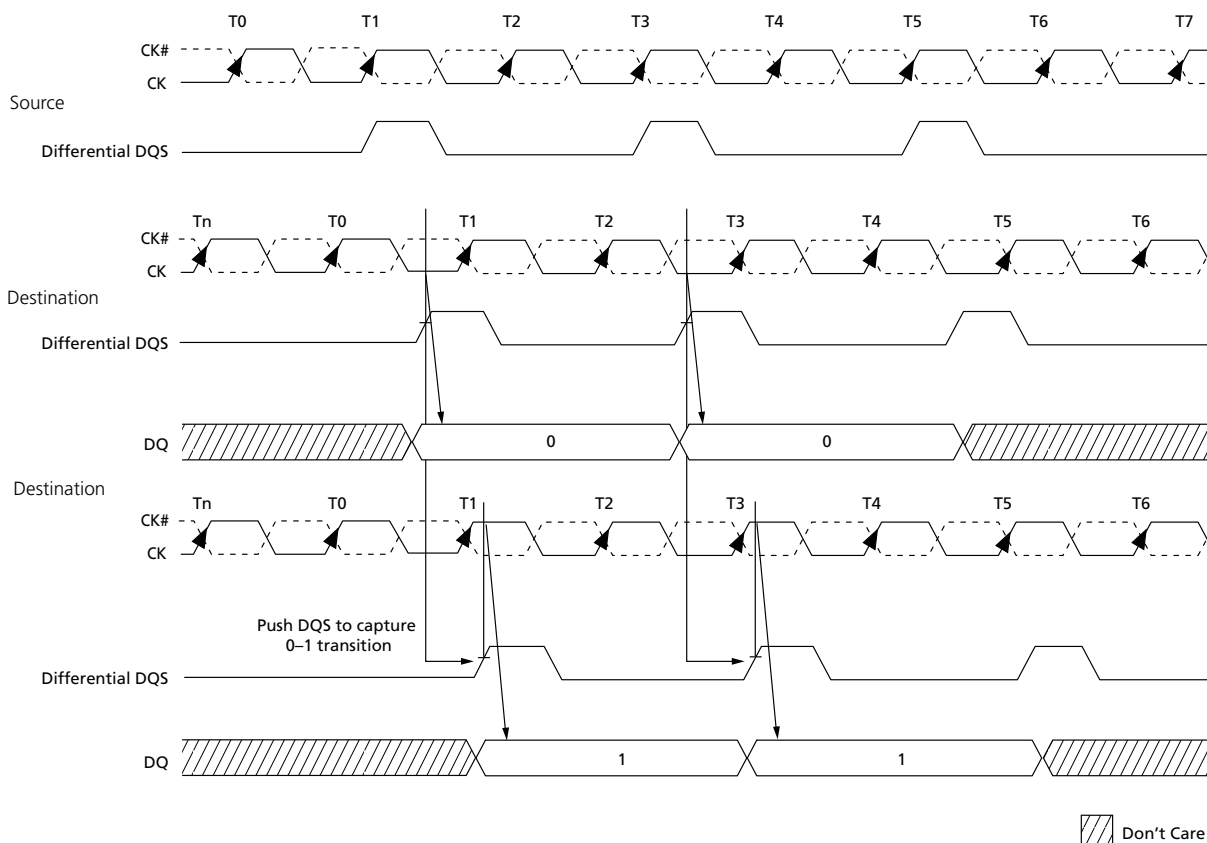 T0 T1 T2 T3 T4 T5 T6 T7
CK#
CK
Source
Differential DQS
Tn T0 T1 T2 T3 T4 T5 T6
CK#
CK
Destination
Differential DQS
DQ 0 0
Destination
Tn T0 T1 T2 T3 T4 T5 T6
CK#
CK
Push DQS to capture
0–1 transition
Differential DQS
DQ 1 1
Don't Care